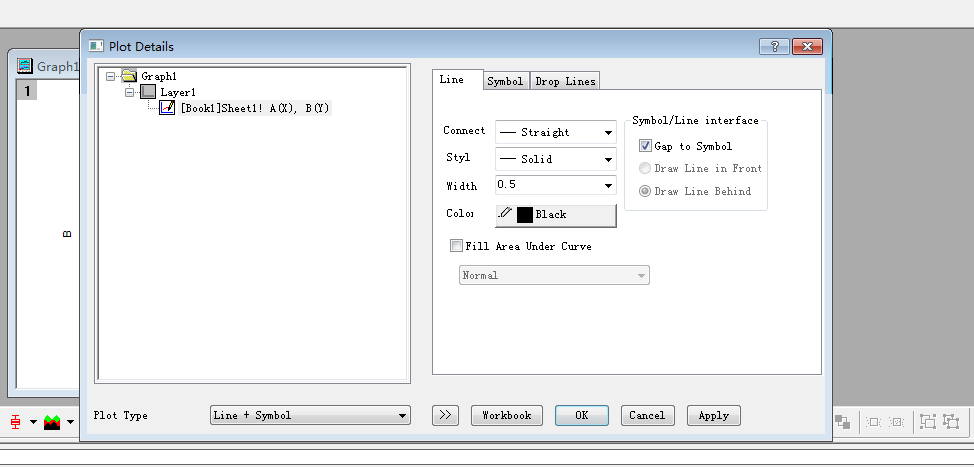 Plot Details
Graph1
1
B
Graph1
Layer1
[Book1]Sheet1! A(X), B(Y)
Line
Symbol
Drop Lines
Connect
Straight
Styl
Solid
Width
0.5
Color
Black
Symbol/Line interface
Gap to Symbol
Draw Line in Front
Draw Line Behind
Fill Area Under Curve
Normal
Plot Type
Line + Symbol
>>
Workbook
OK
Cancel
Apply